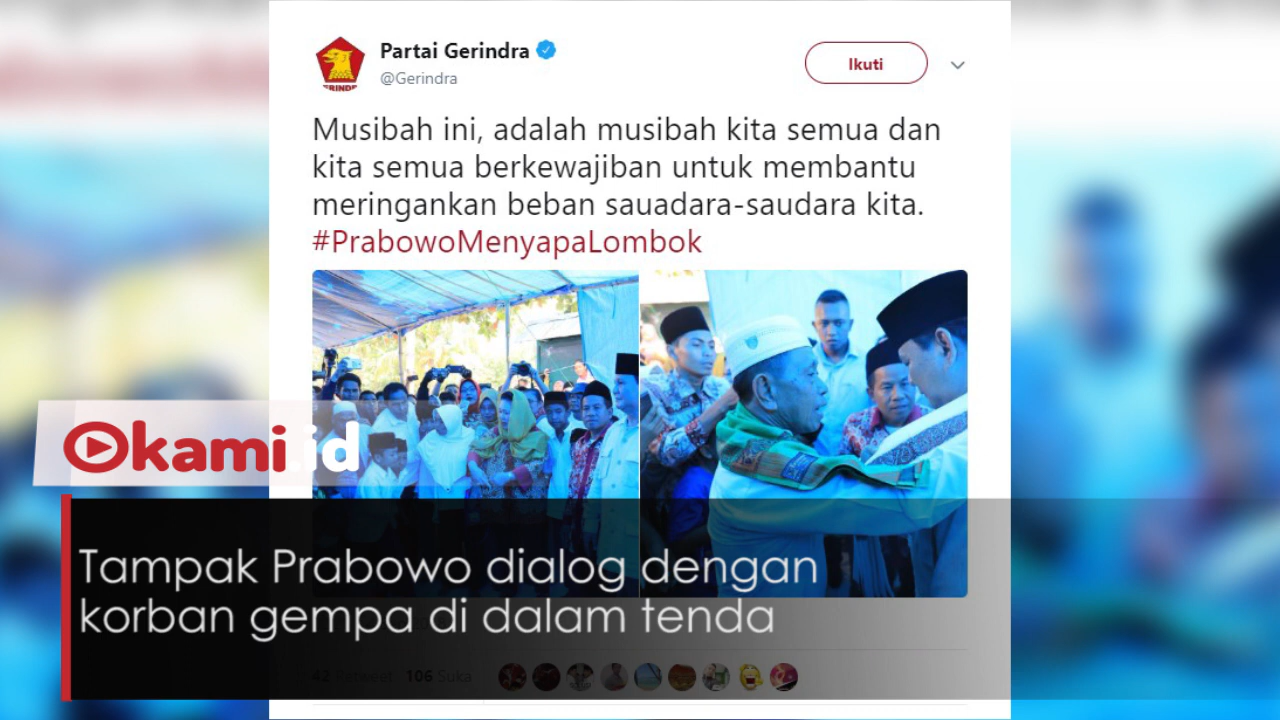 Partai Gerindra
@Gerindra
Ikuti
Musibah ini, adalah musibah kita semua dan
kita semua berkewajiban untuk membantu
meringankan beban sauadara-saudara kita.
#PrabowoMenyapaLombok
Okami.id
Tampak Prabowo dialog dengan
korban gempa di dalam tenda
42 Retweet 106 Suka